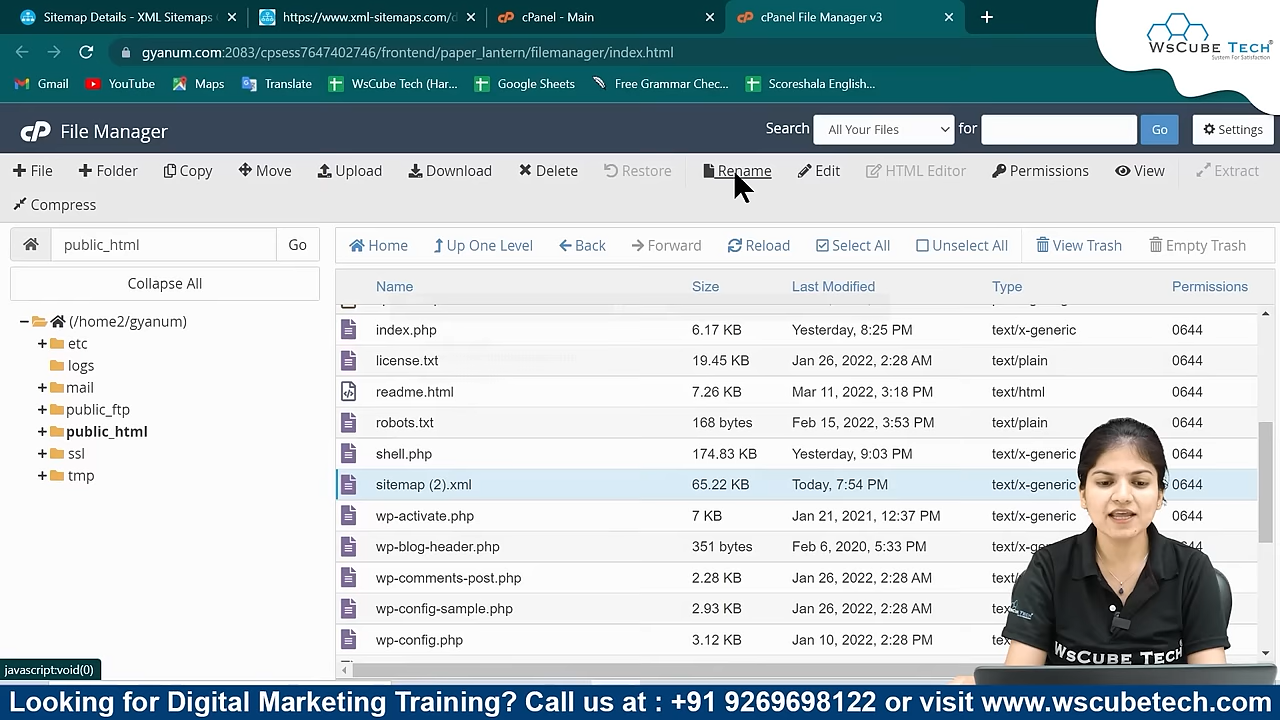 Sitemap Details - XML Sitemaps
https://www.xml-sitemaps.com/d
cPanel - Main
cPanel File Manager v3
WsCube Tech
System For Satisfaction
gyanum.com:2083/cpsess7647402746/frontend/paper_lantern/filemanager/index.html
Gmail YouTube Maps Translate WsCube Tech (Har... Google Sheets Free Grammar Chec... Scoreshala English...
cP File Manager
Search All Your Files for Go Settings
File Folder Copy Move Upload Download Delete Restore Rename Edit HTML Editor Permissions View Extract
Compress
public_html Go
Home Up One Level Back Forward Reload Select All Unselect All View Trash Empty Trash
Collapse All
(/home2/gyanum)
etc
logs
mail
public_ftp
public_html
ssl
tmp
Name Size Last Modified Type Permissions
index.php 6.17 KB Yesterday, 8:25 PM text/x-generic 0644
license.txt 19.45 KB Jan 26, 2022, 2:28 AM text/plain 0644
readme.html 7.26 KB Mar 11, 2022, 3:18 PM text/html 0644
robots.txt 168 bytes Feb 15, 2022, 3:53 PM text/plain 0644
shell.php 174.83 KB Yesterday, 9:03 PM text/x-generic 0644
sitemap (2).xml 65.22 KB Today, 7:54 PM text/x-generic 0644
wp-activate.php 7 KB Jan 21, 2021, 12:37 PM text/x-generic 0644
wp-blog-header.php 351 bytes Feb 6, 2020, 5:33 PM text/x-ge 44
wp-comments-post.php 2.28 KB Jan 26, 2022, 2:28 AM text/ 0644
wp-config-sample.php 2.93 KB Jan 26, 2022, 2:28 AM 0644
wp-config.php 3.12 KB Jan 10, 2022, 2:28 PM 0644
WsCube Tech
javascript:void(0)
Looking for Digital Marketing Training? Call us at : +91 9269698122 or visit www.wscubetech.com